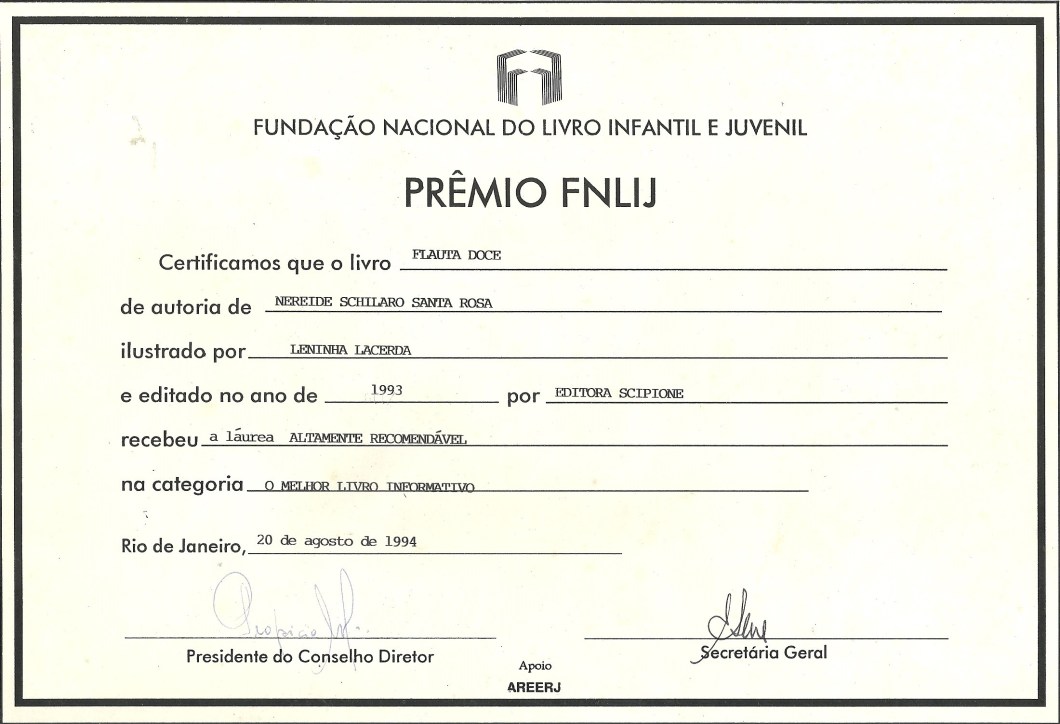 FUNDAÇÃO NACIONAL DO LIVRO INFANTIL E JUVENIL
PRÊMIO FNLIJ
Certificamos que o livro FLAUTA DOCE
de autoria de NEREIDE SCHILARO SANTA ROSA
ilustrado por LENINHA LACERDA
e editado no ano de 1993 por EDITORA SCIPIONE
recebeu a láurea ALTAMENTE RECOMENDÁVEL
na categoria O MELHOR LIVRO INFORMATIVO
Rio de Janeiro, 20 de agosto de 1994
Presidente do Conselho Diretor
Secretária Geral
Apoio
AREERJ